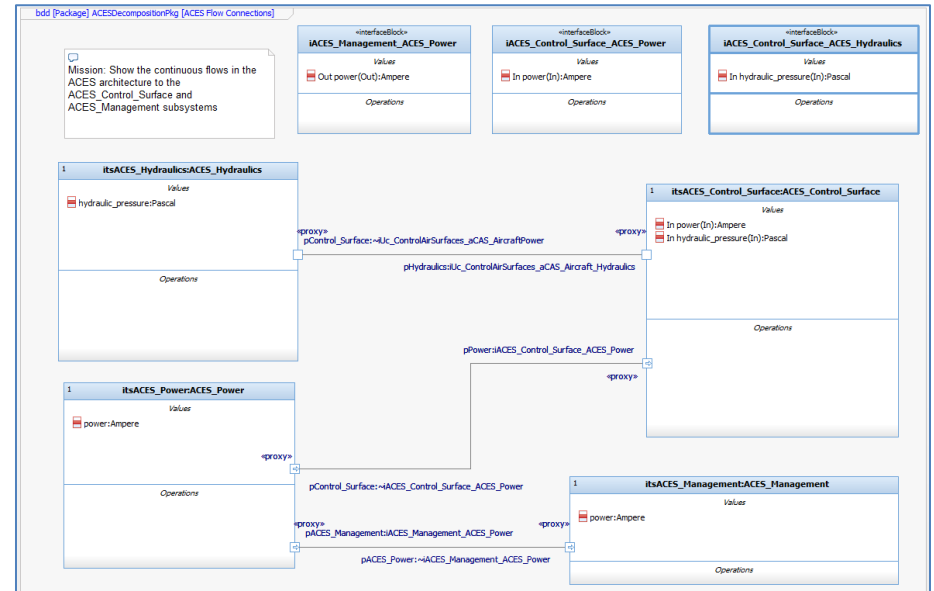 bdd [Package] ACESDecompositionPkg [ACES Flow Connections]
Mission: Show the continuous flows in the
ACES architecture to the
ACES_Control_Surface and
ACES_Management subsystems
«interfaceBlock»
iACES_Management_ACES_Power
Values
Out power(Out):Ampere
Operations
«interfaceBlock»
iACES_Control_Surface_ACES_Power
Values
In power(In):Ampere
Operations
«interfaceBlock»
iACES_Control_Surface_ACES_Hydraulics
Values
In hydraulic_pressure(In):Pascal
Operations
1 itsACES_Hydraulics:ACES_Hydraulics
Values
hydraulic_pressure:Pascal
Operations
«proxy»
pControl_Surface:~iUc_ControlAirSurfaces_aCAS_AircraftPower
«proxy»
pHydraulics:iUc_ControlAirSurfaces_aCAS_Aircraft_Hydraulics
1 itsACES_Control_Surface:ACES_Control_Surface
Values
In power(In):Ampere
In hydraulic_pressure(In):Pascal
Operations
pPower:iACES_Control_Surface_ACES_Power
«proxy»
1 itsACES_Power:ACES_Power
Values
power:Ampere
«proxy»
Operations
pControl_Surface:~iACES_Control_Surface_ACES_Power
«proxy»
pACES_Management:iACES_Management_ACES_Power
«proxy»
pACES_Power:~iACES_Management_ACES_Power
1 itsACES_Management:ACES_Management
Values
power:Ampere
Operations